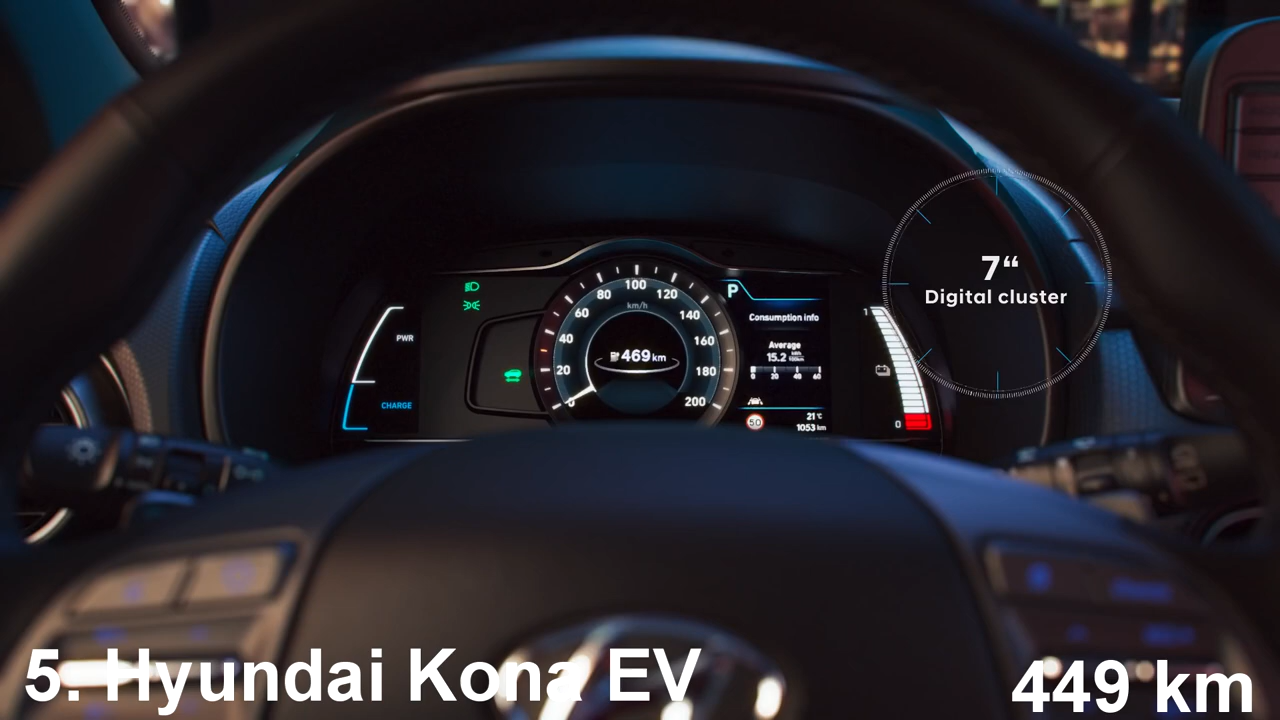 100
80
120
km/h
60
140
40
160
20
180
0
200
469 km
PWR
CHARGE
P
Consumption info
Average
15.2 kWh/100km
0 20 40 60
50
21°C
1053 km
1
0
7“
Digital cluster
5. Hyundai Kona EV
449 km